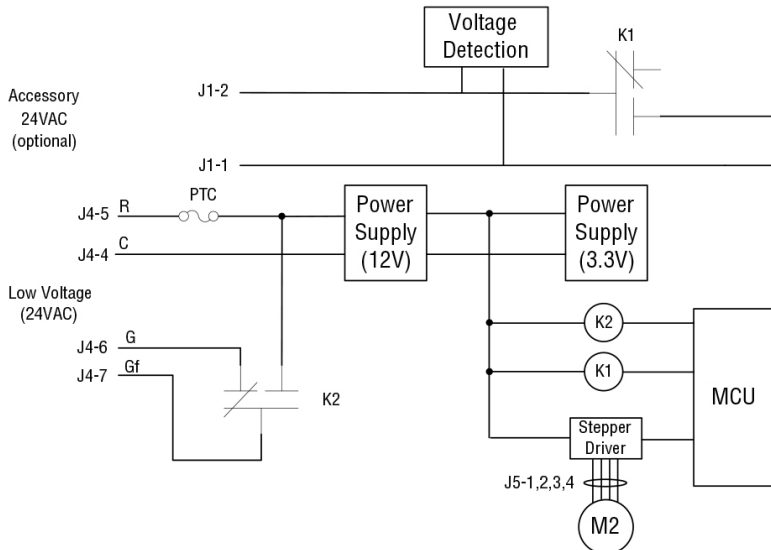 Voltage
Detection
K1
Accessory
24VAC
(optional)
J1-2
J1-1
PTC
J4-5
R
J4-4
C
Power
Supply
(12V)
Power
Supply
(3.3V)
Low Voltage
(24VAC)
J4-6
G
J4-7
Gf
K2
K2
K1
MCU
Stepper
Driver
J5-1,2,3,4
M2